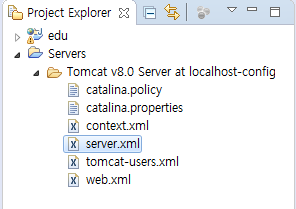 Project Explorer
edu
Servers
Tomcat v8.0 Server at localhost-config
catalina.policy
catalina.properties
context.xml
server.xml
tomcat-users.xml
web.xml